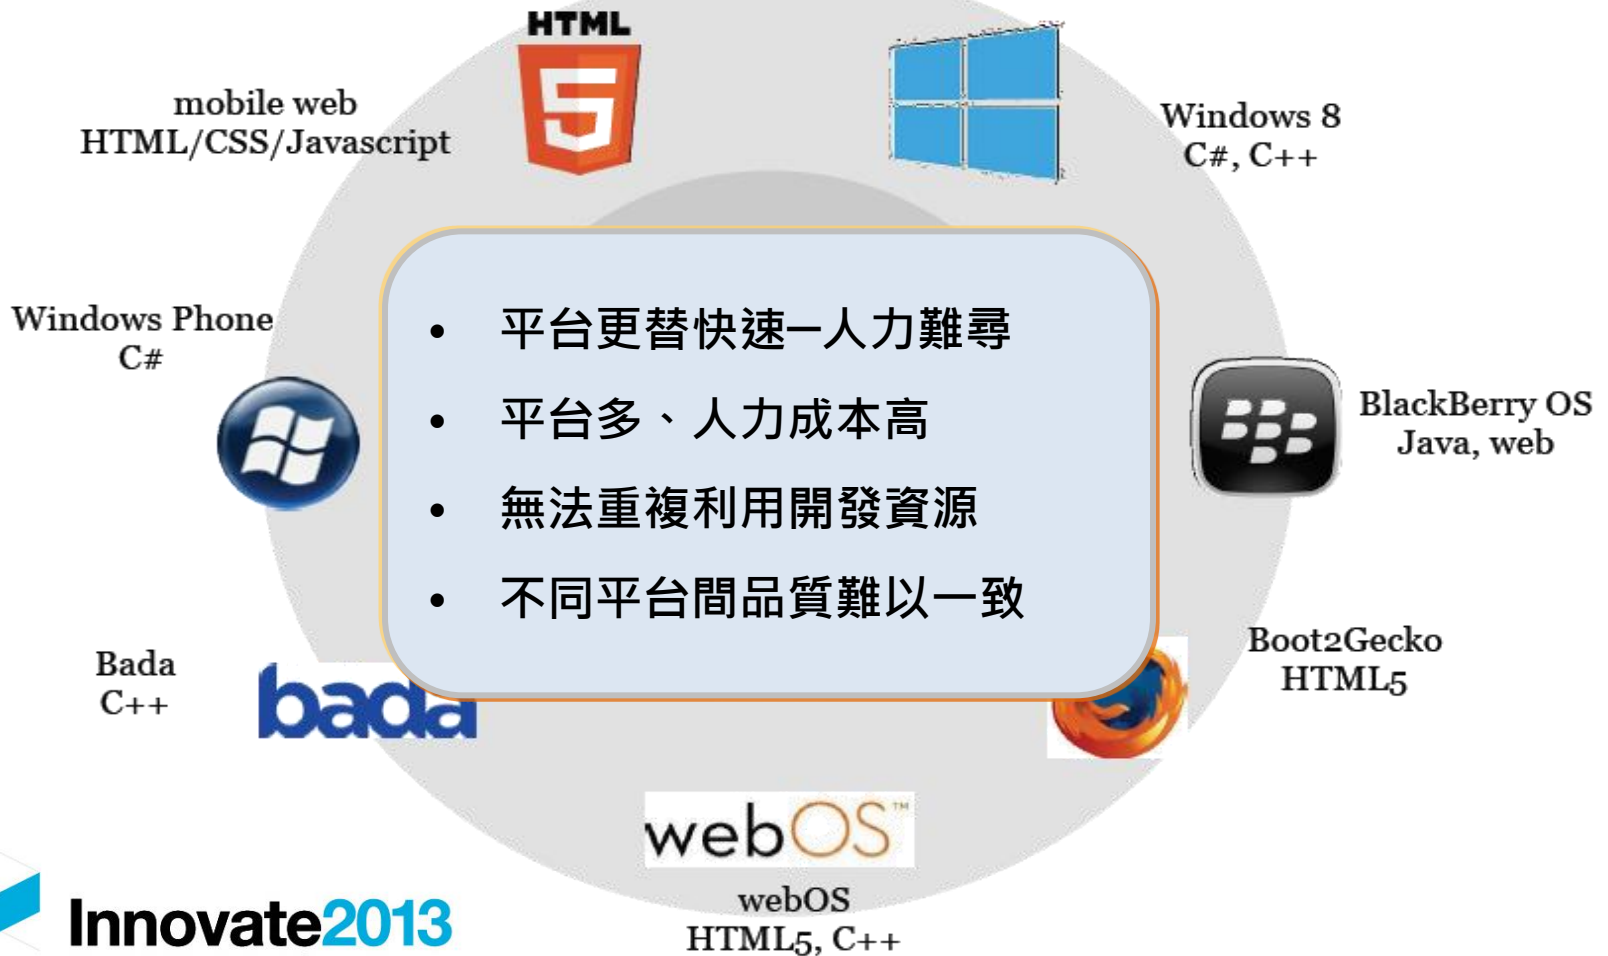 HTML
5
mobile web
HTML/CSS/Javascript
Windows 8
C#, C++
Windows Phone
C#
• 平台更替快速─人力難尋
• 平台多、人力成本高
• 無法重複利用開發資源
• 不同平台間品質難以一致
BlackBerry OS
Java, web
Bada
C++
bada
Boot2Gecko
HTML5
webOS™
webOS
HTML5, C++
Innovate2013